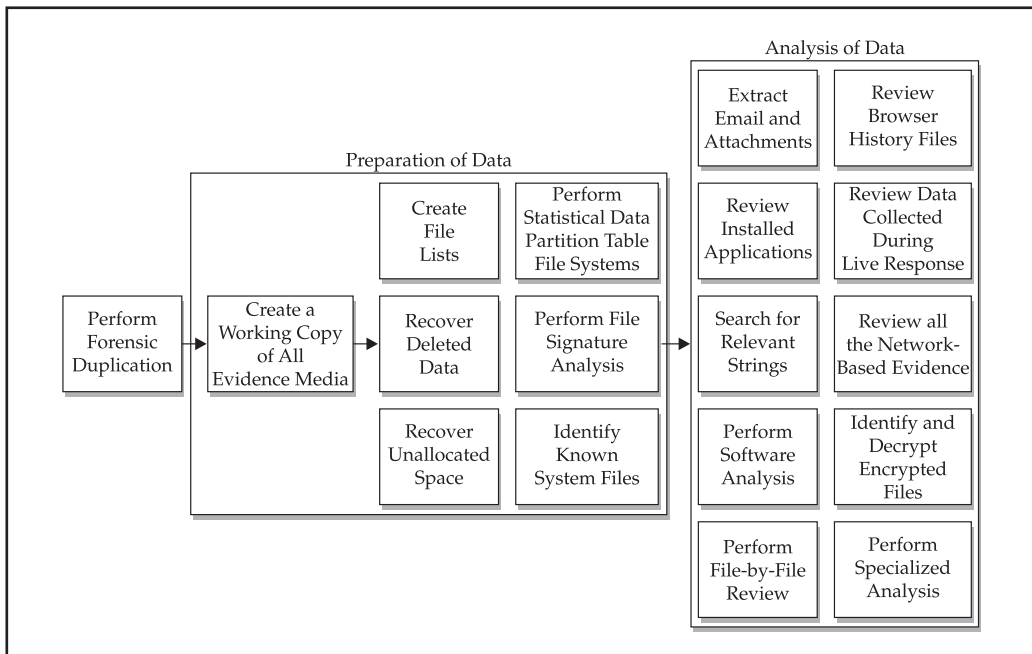 Analysis of Data
Extract
Email and
Attachments
Review
Browser
History Files
Preparation of Data
Create
File
Lists
Perform
Statistical Data
Partition Table
File Systems
Review
Installed
Applications
Review Data
Collected
During
Live Response
Perform
Forensic
Duplication
Create a
Working Copy
of All
Evidence Media
Recover
Deleted
Data
Perform File
Signature
Analysis
Search for
Relevant
Strings
Review all
the Network-
Based Evidence
Recover
Unallocated
Space
Identify
Known
System Files
Perform
Software
Analysis
Identify and
Decrypt
Encrypted
Files
Perform
File-by-File
Review
Perform
Specialized
Analysis